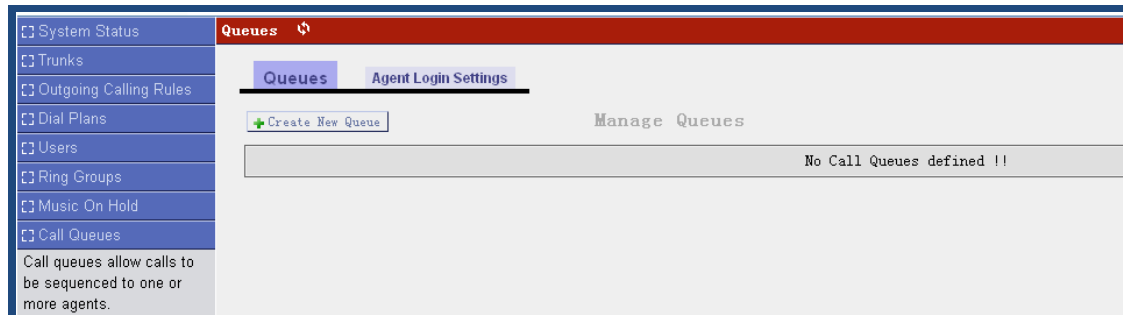 System Status
Trunks
Outgoing Calling Rules
Dial Plans
Users
Ring Groups
Music On Hold
Call Queues
Call queues allow calls to
be sequenced to one or
more agents.
Queues
Queues Agent Login Settings
Create New Queue Manage Queues
No Call Queues defined !!